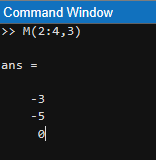 Command Window
>> M(2:4,3)
ans =
-3
-5
0